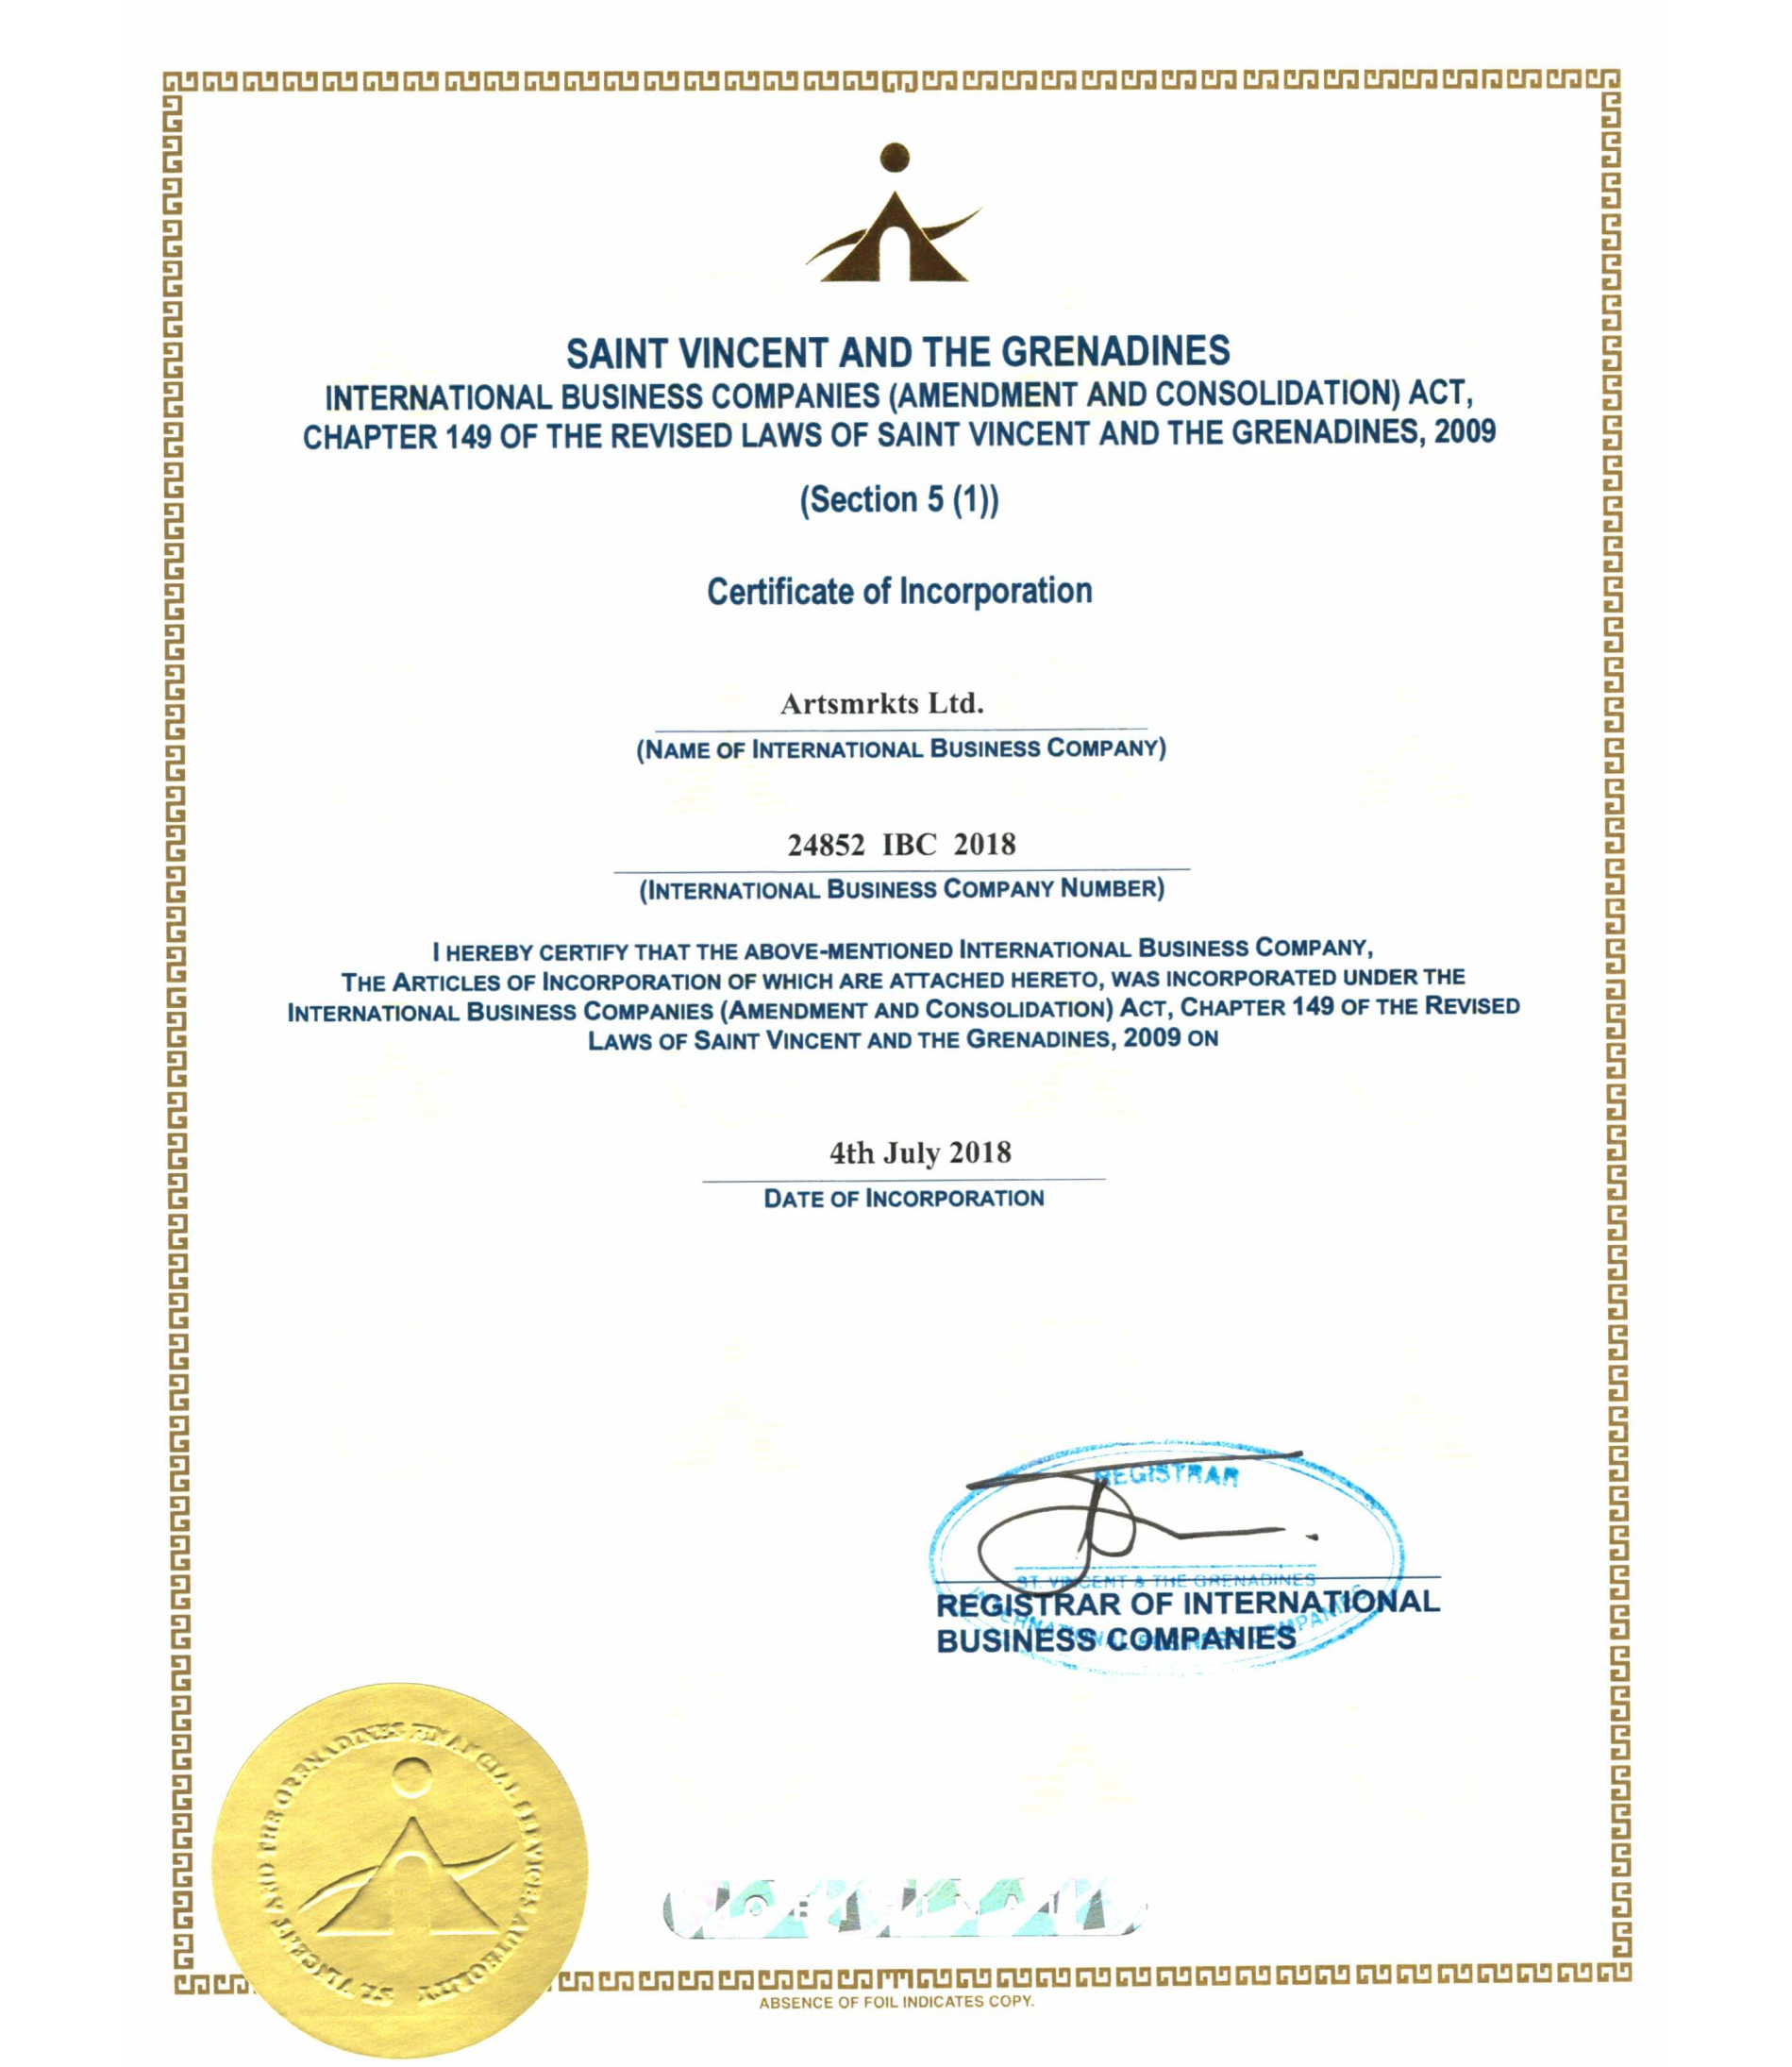 SAINT VINCENT AND THE GRENADINES
INTERNATIONAL BUSINESS COMPANIES (AMENDMENT AND CONSOLIDATION) ACT,
CHAPTER 149 OF THE REVISED LAWS OF SAINT VINCENT AND THE GRENADINES, 2009
(Section 5 (1))
Certificate of Incorporation
Artsmrkts Ltd.
(NAME OF INTERNATIONAL BUSINESS COMPANY)
24852 IBC 2018
(INTERNATIONAL BUSINESS COMPANY NUMBER)
I HEREBY CERTIFY THAT THE ABOVE-MENTIONED INTERNATIONAL BUSINESS COMPANY,
THE ARTICLES OF INCORPORATION OF WHICH ARE ATTACHED HERETO, WAS INCORPORATED UNDER THE
INTERNATIONAL BUSINESS COMPANIES (AMENDMENT AND CONSOLIDATION) ACT, CHAPTER 149 OF THE REVISED
LAWS OF SAINT VINCENT AND THE GRENADINES, 2009 ON
4th July 2018
DATE OF INCORPORATION
REGISTRAR
ST. VINCENT & THE GRENADINES
INTERNATIONAL BUSINESS COMPANIES
REGISTRAR OF INTERNATIONAL
BUSINESS COMPANIES
ST. VINCENT AND THE GRENADINES FINANCIAL SERVICES AUTHORITY
ORIGINAL
ABSENCE OF FOIL INDICATES COPY.